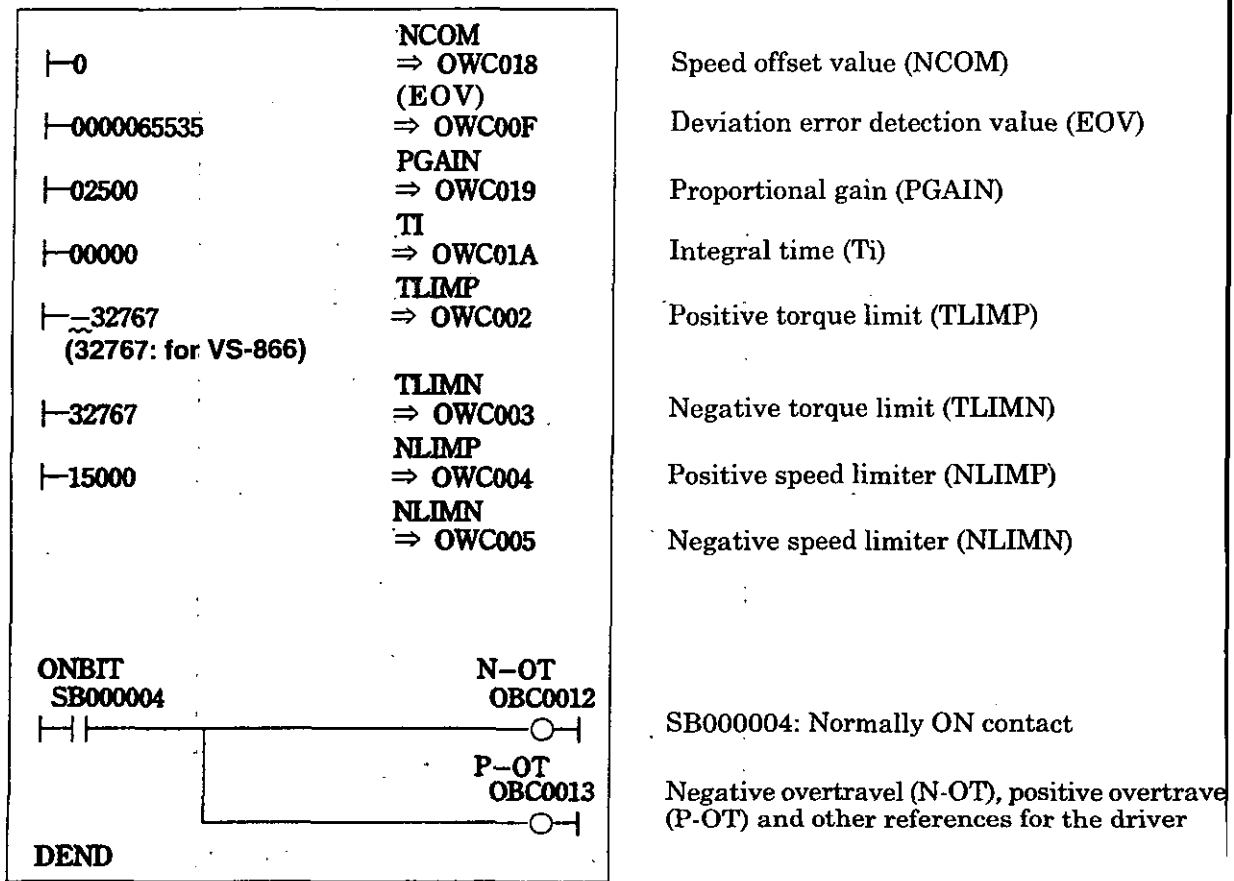 NCOM
⊢0 ⇒ OWC018 Speed offset value (NCOM)
(EOV)
⊢0000065535 ⇒ OWC00F Deviation error detection value (EOV)
PGAIN
⊢02500 ⇒ OWC019 Proportional gain (PGAIN)
TI
⊢00000 ⇒ OWC01A Integral time (Ti)
TLIMP
⊢–32767 ⇒ OWC002 Positive torque limit (TLIMP)
(32767: for VS-866)
TLIMN
⊢32767 ⇒ OWC003 Negative torque limit (TLIMN)
NLIMP
⊢15000 ⇒ OWC004 Positive speed limiter (NLIMP)
NLIMN
⇒ OWC005 Negative speed limiter (NLIMN)
ONBIT N–OT
SB000004 OBC0012
SB000004: Normally ON contact
P–OT
OBC0013 Negative overtravel (N-OT), positive overtrave
(P-OT) and other references for the driver
DEND